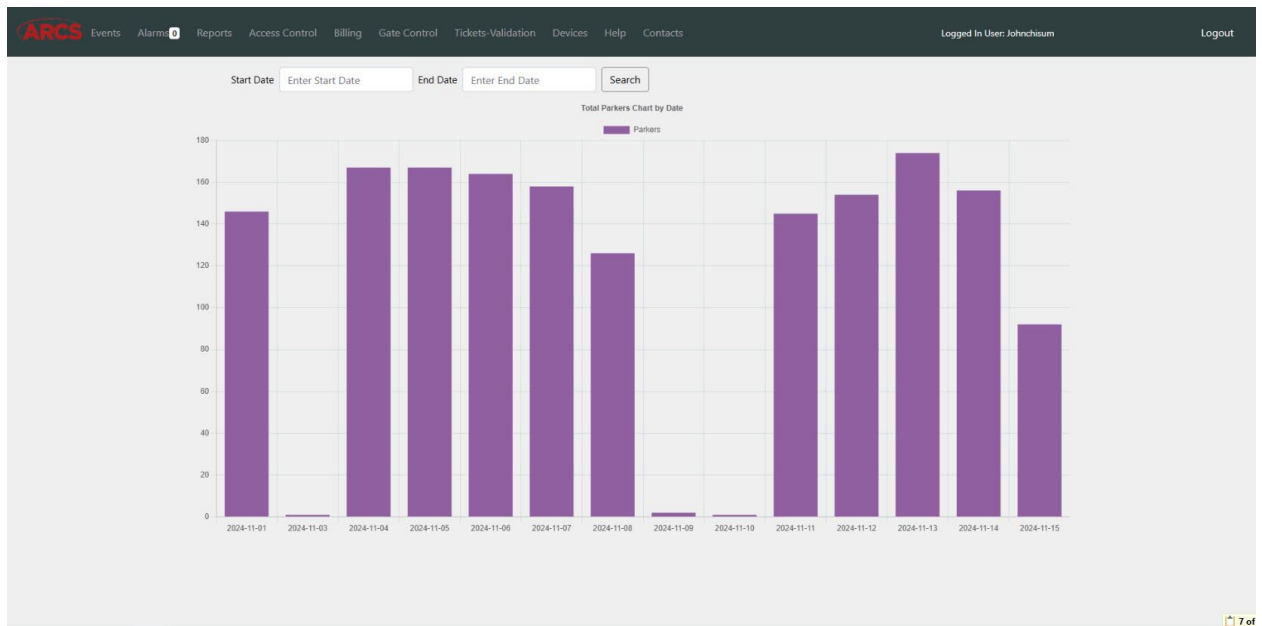 ARCS Events Alarms 0 Reports Access Control Billing Gate Control Tickets-Validation Devices Help Contacts Logged In User: Johnchisum Logout
Start Date Enter Start Date End Date Enter End Date Search
Total Parkers Chart by Date
Parkers
180
160
140
120
100
80
60
40
20
0
2024-11-01 2024-11-03 2024-11-04 2024-11-05 2024-11-06 2024-11-07 2024-11-08 2024-11-09 2024-11-10 2024-11-11 2024-11-12 2024-11-13 2024-11-14 2024-11-15
7 of